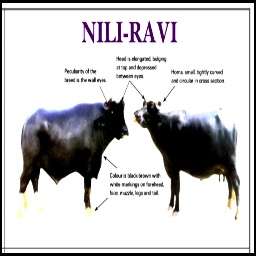 NILI-RAVI
Head is elongated, bulging
at top and depressed
between eyes.
Peculiarity of the
breed is the wall eyes.
Horns small, tightly curved
and circular in cross section.
Colour is black brown with
white markings on forehead,
face, muzzle, legs and tail.